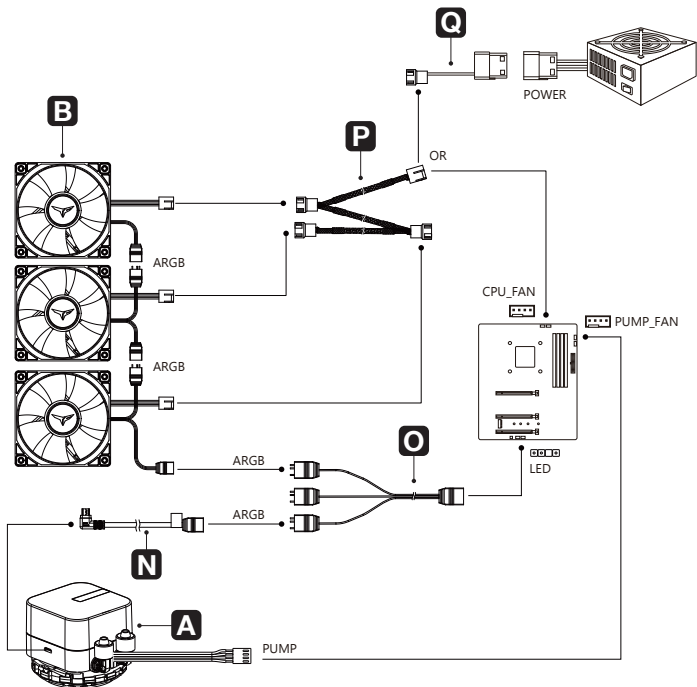 Q
POWER
B
P
OR
ARGB
CPU_FAN
PUMP_FAN
ARGB
O
ARGB
LED
ARGB
N
A
PUMP